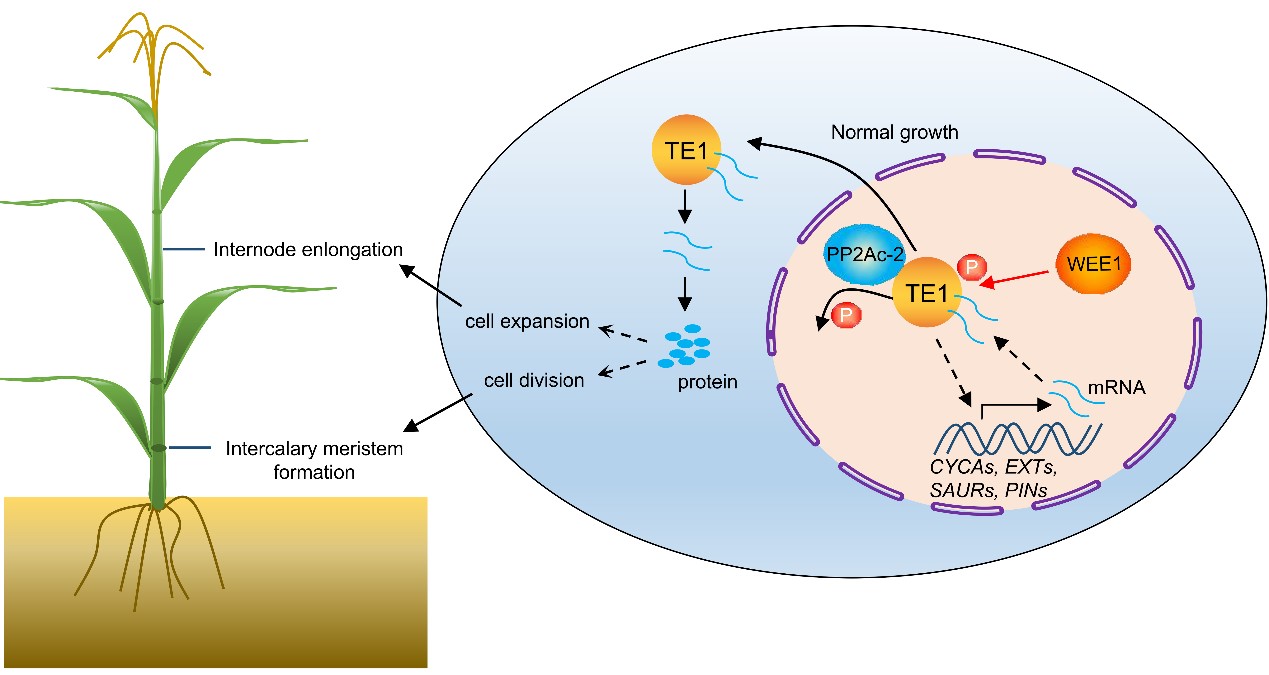 Normal growth
TE1
PP2Ac-2
P
WEE1
TE1
P
Internode enlongation
cell expansion
cell division
protein
mRNA
Intercalary meristem
formation
CYCAs, EXTs,
SAURs, PINs